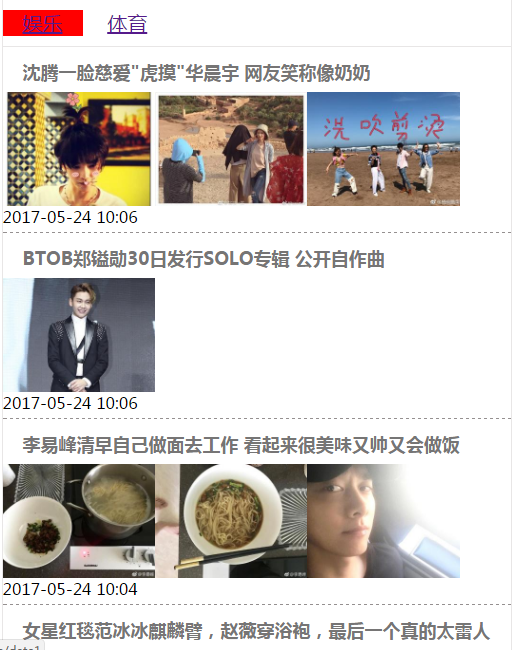 娱乐 体育
沈腾一脸慈爱"虎摸"华晨宇 网友笑称像奶奶
洗吹剪烫
2017-05-24 10:06
BTOB郑镒勋30日发行SOLO专辑 公开自作曲
2017-05-24 10:06
李易峰清早自己做面去工作 看起来很美味又帅又会做饭
2017-05-24 10:04
女星红毯范冰冰麒麟臂，赵薇穿浴袍，最后一个真的太雷人